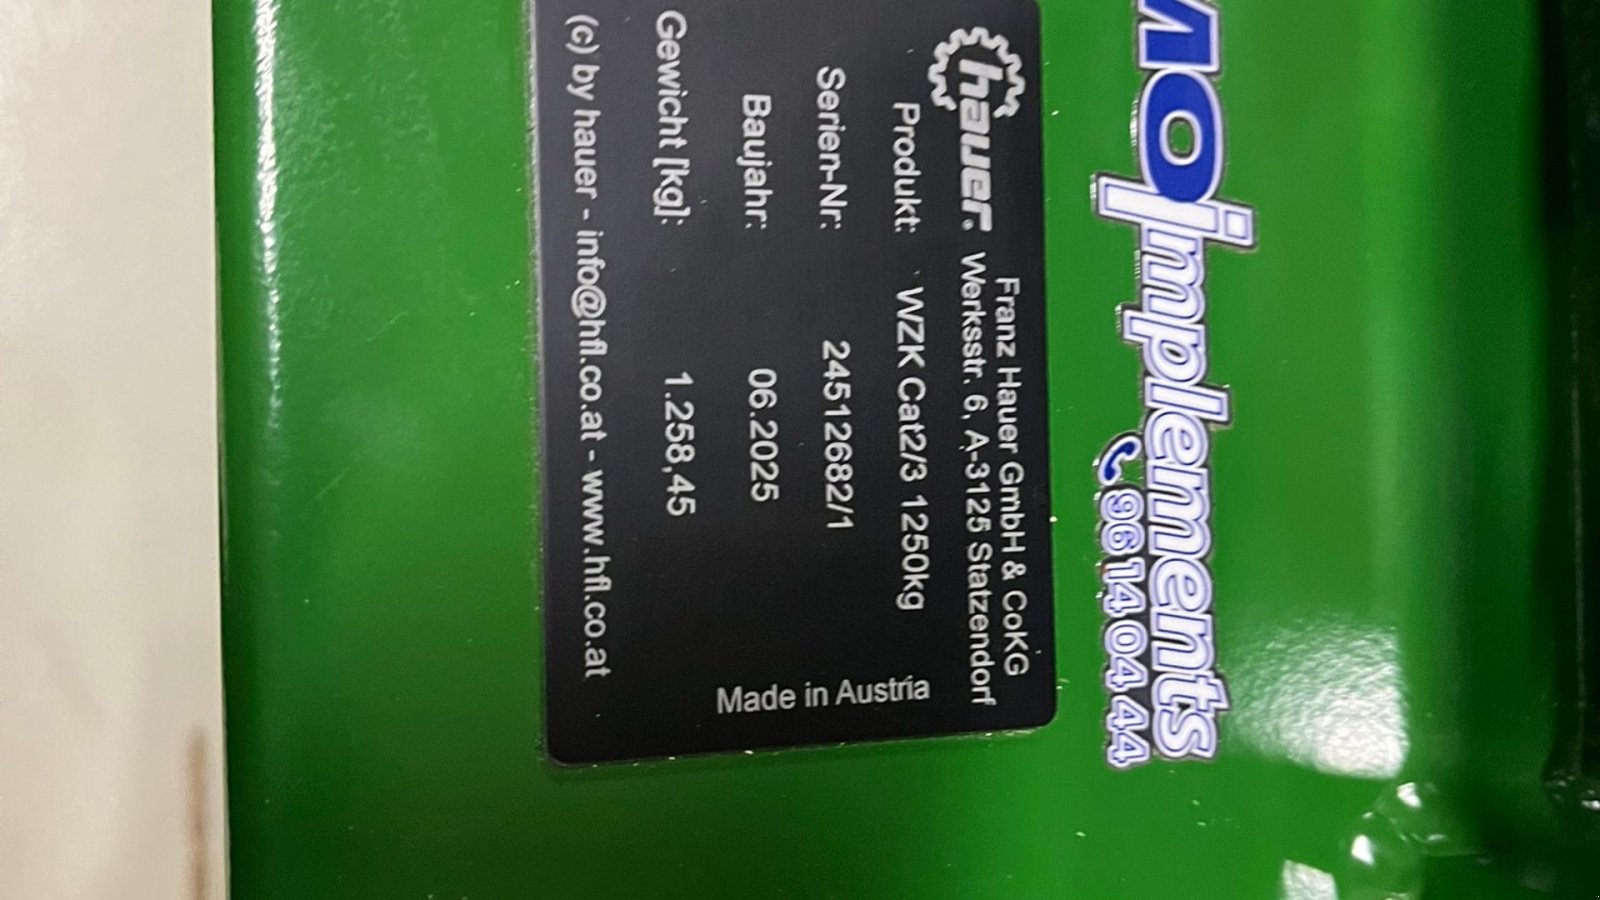 hauer.
Franz Hauer GmbH & CoKG
Werksstr. 6, A-3125 Statzendorf
Produkt: WZK Cat2/3 1250kg
Serien-Nr: 24512682/1
Baujahr: 06.2025
Gewicht [kg]: 1.258,45
Made in Austria
(c) by hauer - info@hfl.co.at - www.hfl.co.at
implements
96 14 04 44